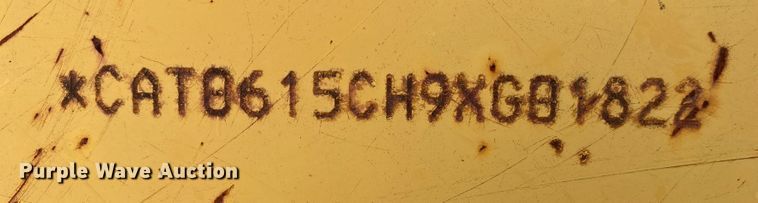 *CAT0615CH9XG01822
Purple Wave Auction